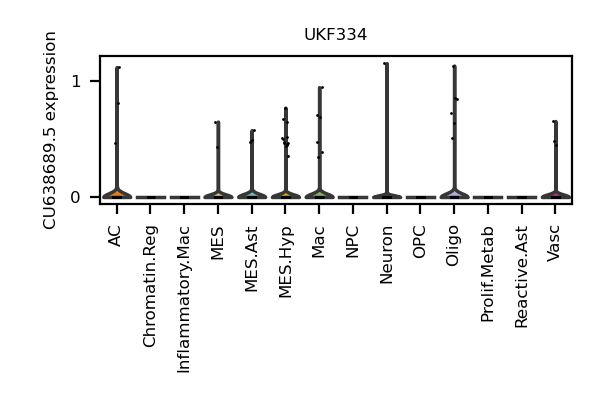 UKF334
CU638689.5 expression
1
0
AC
Chromatin.Reg
Inflammatory.Mac
MES
MES.Ast
MES.Hyp
Mac
NPC
Neuron
OPC
Oligo
Prolif.Metab
Reactive.Ast
Vasc